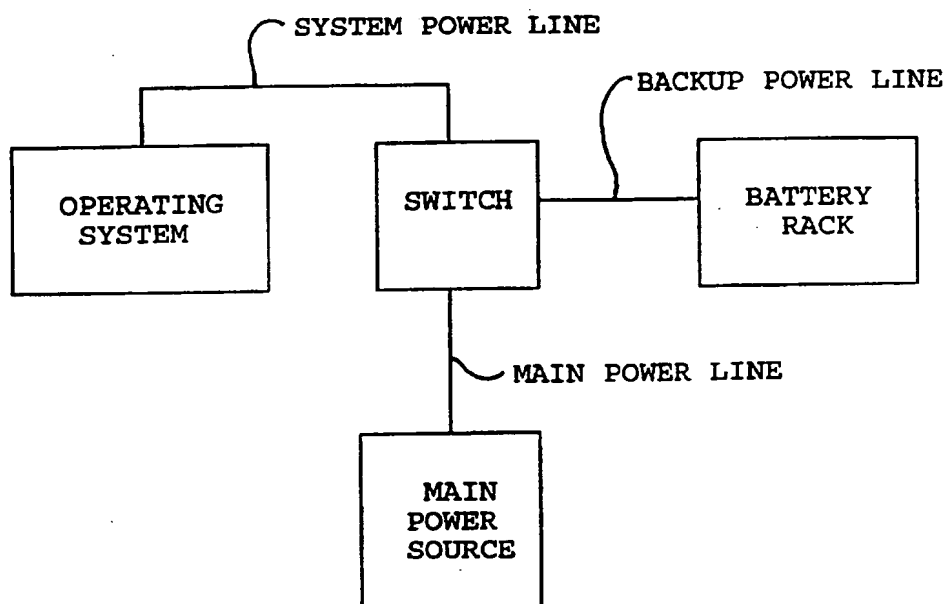 SYSTEM POWER LINE
BACKUP POWER LINE
OPERATING
SYSTEM
SWITCH
BATTERY
RACK
MAIN POWER LINE
MAIN
POWER
SOURCE